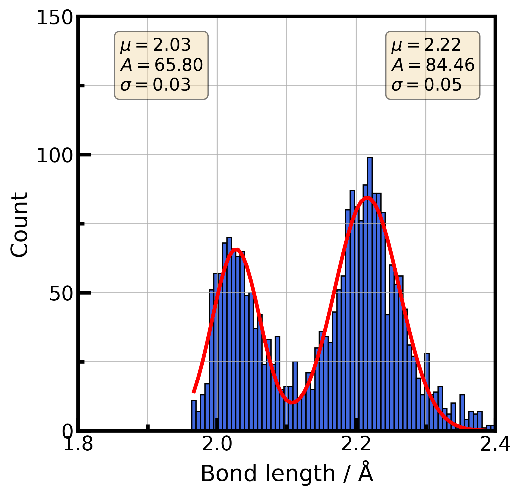 150
μ = 2.03
A = 65.80
σ = 0.03
μ = 2.22
A = 84.46
σ = 0.05
100
Count
50
0
1.8
2.0
2.2
2.4
Bond length / Å